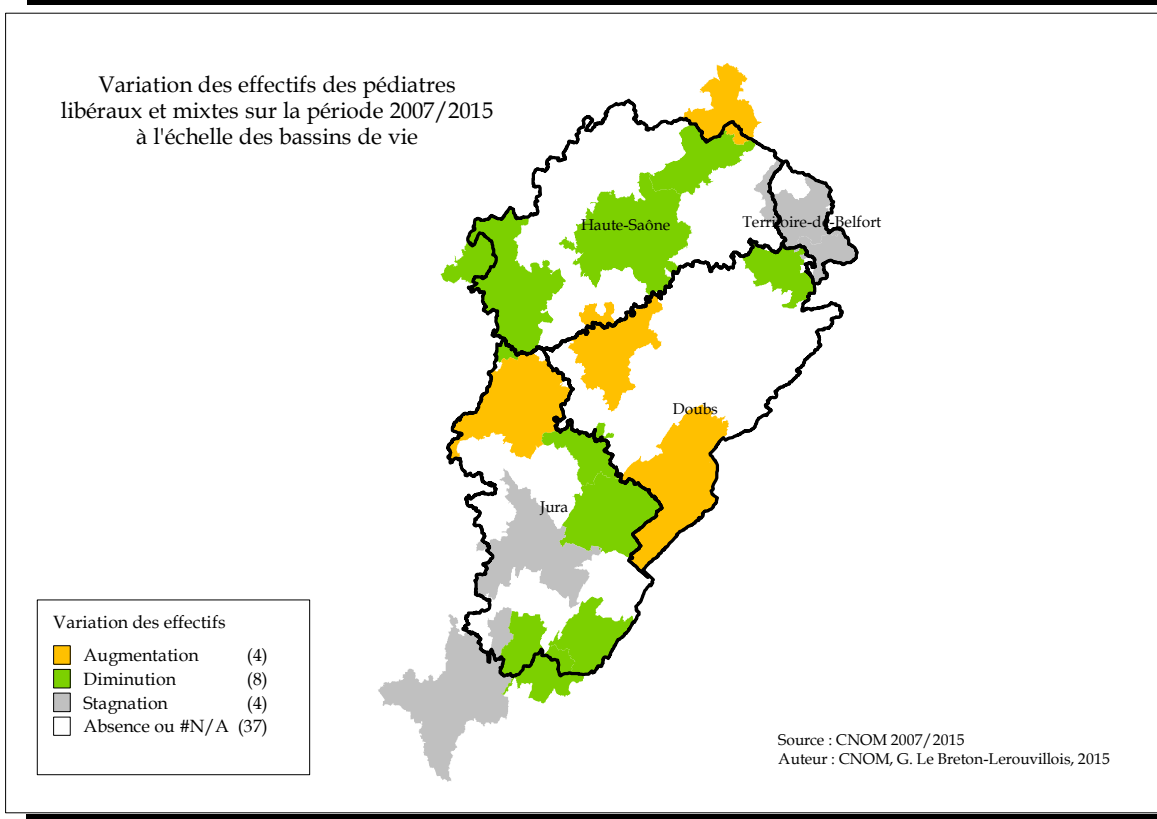 Variation des effectifs des pédiatres
libéraux et mixtes sur la période 2007/2015
à l'échelle des bassins de vie
Haute-Saône
Territoire-de-Belfort
Doubs
Jura
Variation des effectifs
Augmentation (4)
Diminution (8)
Stagnation (4)
Absence ou #N/A (37)
Source : CNOM 2007/2015
Auteur : CNOM, G. Le Breton-Lerouvillois, 2015